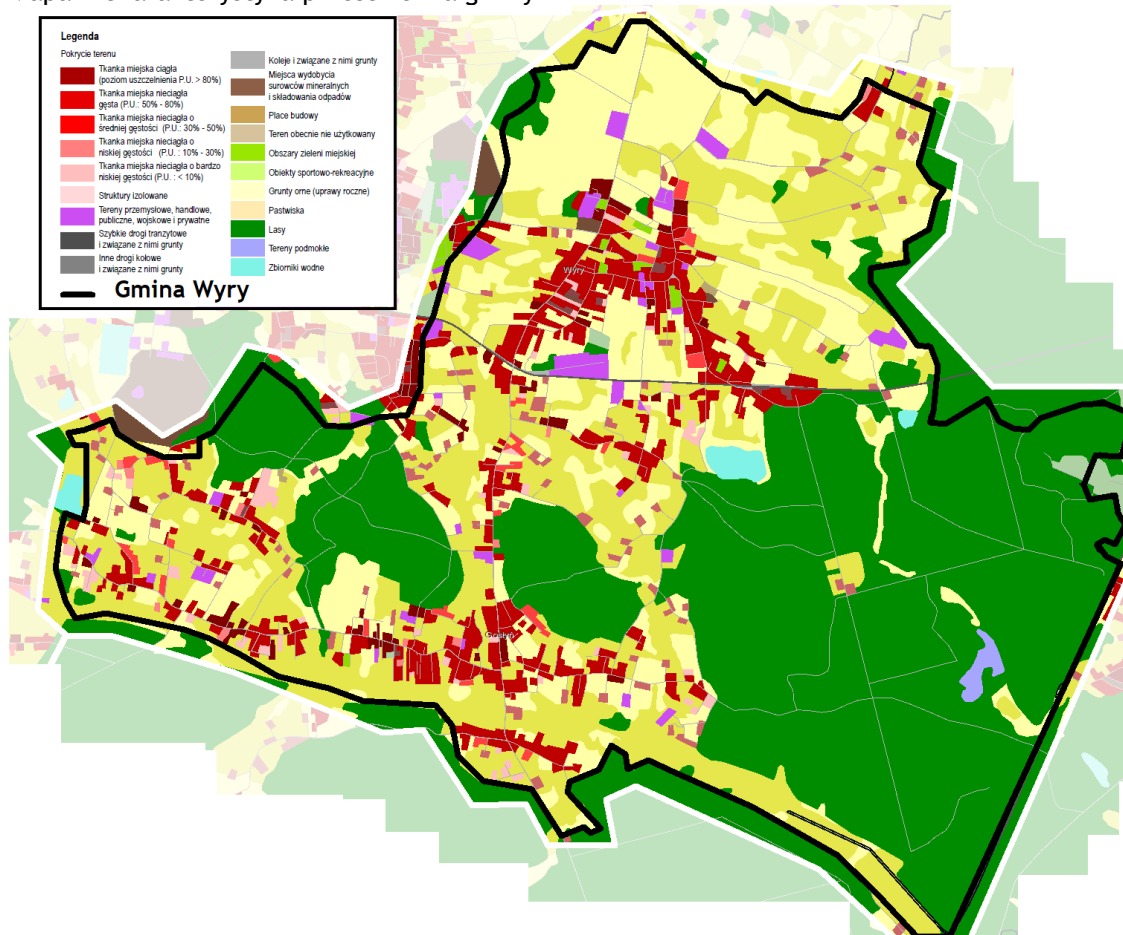 Legenda
Pokrycie terenu
Tkanka miejska ciągła
(poziom uszczelnienia P.U. > 80%)
Tkanka miejska nieciągła
gęsta (P.U.: 50% - 80%)
Tkanka miejska nieciągła o
średniej gęstości (P.U.: 30% - 50%)
Tkanka miejska nieciągła o
niskiej gęstości (P.U. : 10% - 30%)
Tkanka miejska nieciągła o bardzo
niskiej gęstości (P.U. : < 10%)
Struktury izolowane
Tereny przemysłowe, handlowe,
publiczne, wojskowe i prywatne
Szybkie drogi tranzytowe
i związane z nimi grunty
Inne drogi kołowe
i związane z nimi grunty
Koleje i związane z nimi grunty
Miejsca wydobycia
surowców mineralnych
i składowania odpadów
Place budowy
Teren obecnie nie użytkowany
Obszary zieleni miejskiej
Obiekty sportowo-rekreacyjne
Grunty orne (uprawy roczne)
Pastwiska
Lasy
Tereny podmokłe
Zbiorniki wodne
Gmina Wyry
Wyry
Gostyń